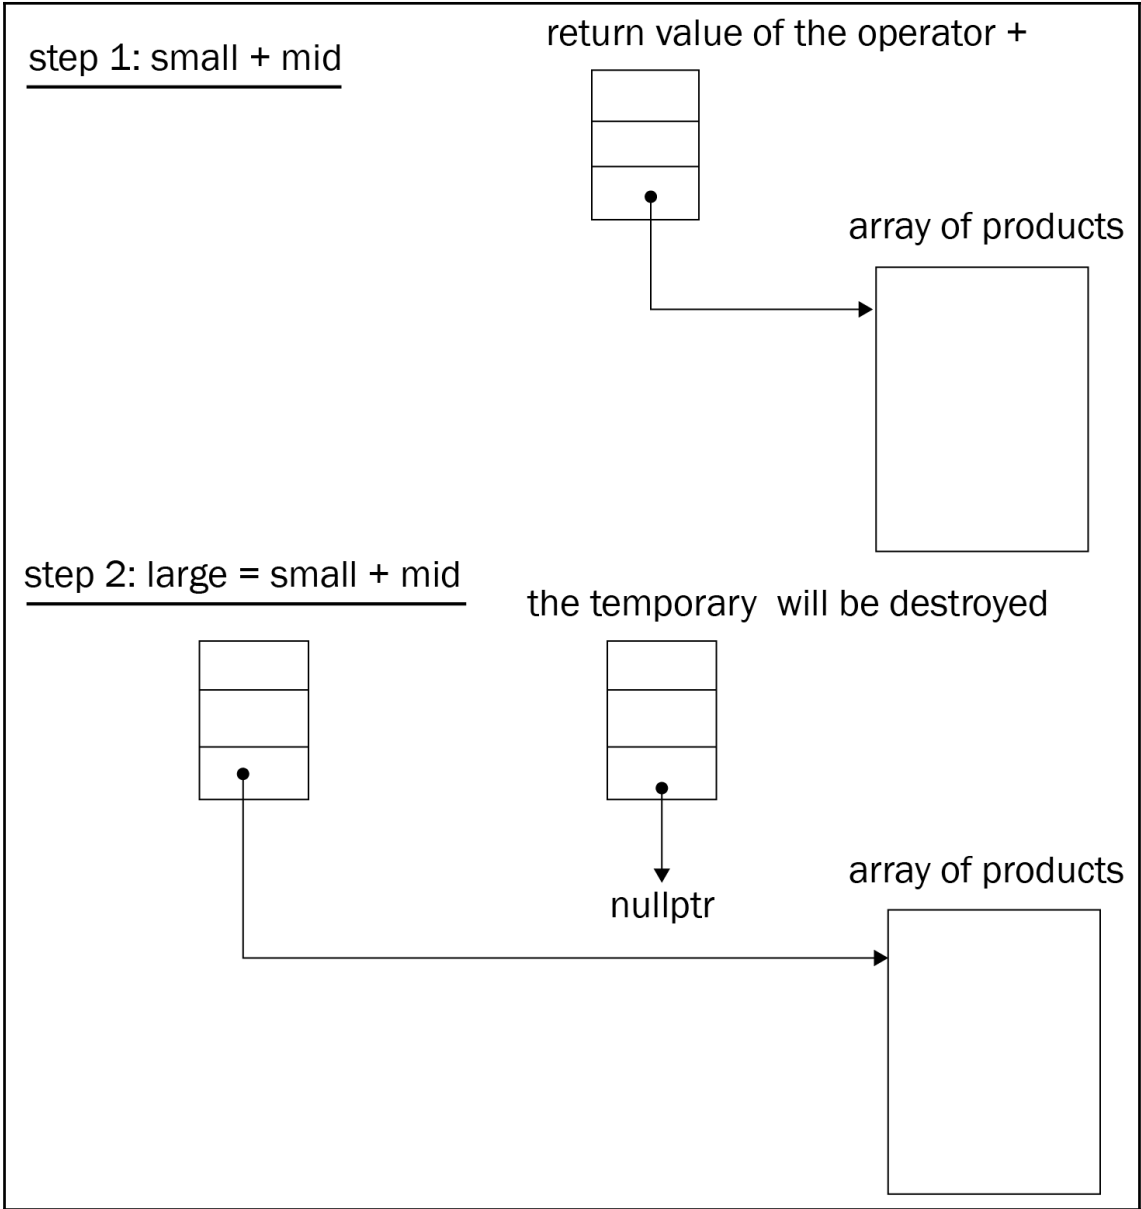 step 1: small + mid
return value of the operator +
array of products
step 2: large = small + mid
the temporary will be destroyed
nullptr
array of products